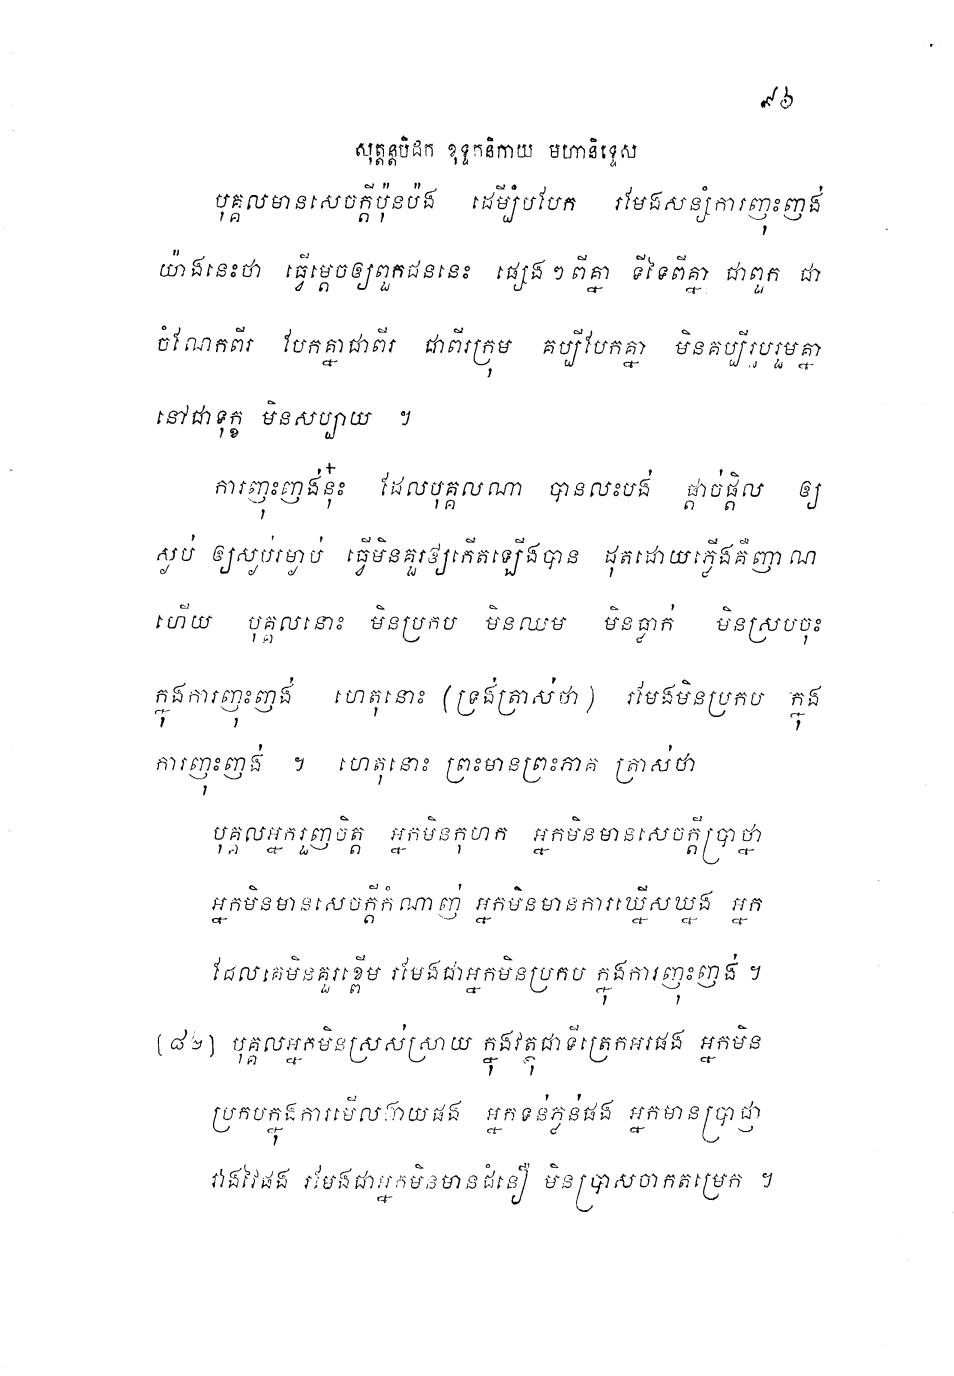 ៩៦
សុត្តន្តបិដក ខុទ្ទកនិកាយ មហានិទ្ទេស
បុគ្គលមានសេចក្តីប៉ុនប៉ង ដើម្បីបំបែក រមែងសន្សំការញុះញង់
យ៉ាងនេះថា ធ្វើម្តេចឲ្យពួកជននេះ ផ្សេងៗពីគ្នា ទីទៃពីគ្នា ជាពួក ជា
ចំណែកពីរ បែកគ្នាជាពីរ ជាពីរក្រុម គប្បីបែកគ្នា មិនគប្បីរួបរួមគ្នា
នៅជាទុក្ខ មិនសប្បាយ ។
ការញុះញង់នុ៎ះ ដែលបុគ្គលណា បានលះបង់ ផ្តាច់ផ្តិល ឲ្យ
ស្ងប់ ឲ្យស្ងប់រម្ងាប់ ធ្វើមិនគួរឳ្យកើតឡើងបាន ដុតដោយភ្លើងគឺញាណ
ហើយ បុគ្គលនោះ មិនប្រកប មិនឈម មិនធ្លាក់ មិនស្របចុះ
ក្នុងការញុះញង់ ហេតុនោះ (ទ្រង់ត្រាស់ថា) រមែងមិនប្រកប ក្នុង
ការញុះញង់ ។ ហេតុនោះ ព្រះមានព្រះភាគ ត្រាស់ថា
បុគ្គលអ្នករួញចិត្ត អ្នកមិនកុហក អ្នកមិនមានសេចក្តីប្រាថ្នា
អ្នកមិនមានសេចក្តីកំណាញ់ អ្នកមិនមានការឃ្នើសឃ្នង អ្នក
ដែលគេមិនគួរខ្ពើម រមែងជាអ្នកមិនប្រកប ក្នុងការញុះញង់ ។
(៨៦) បុគ្គលអ្នកមិនស្រស់ស្រាយ ក្នុងវត្ថុជាទីត្រេកអរផង អ្នកមិន
ប្រកបក្នុងការមើលងាយផង អ្នកទន់ភ្លន់ផង អ្នកមានប្រាជ្ញា
វាងវៃផង រមែងជាអ្នកមិនមានជំនឿ មិនប្រាសចាកតម្រេក ។